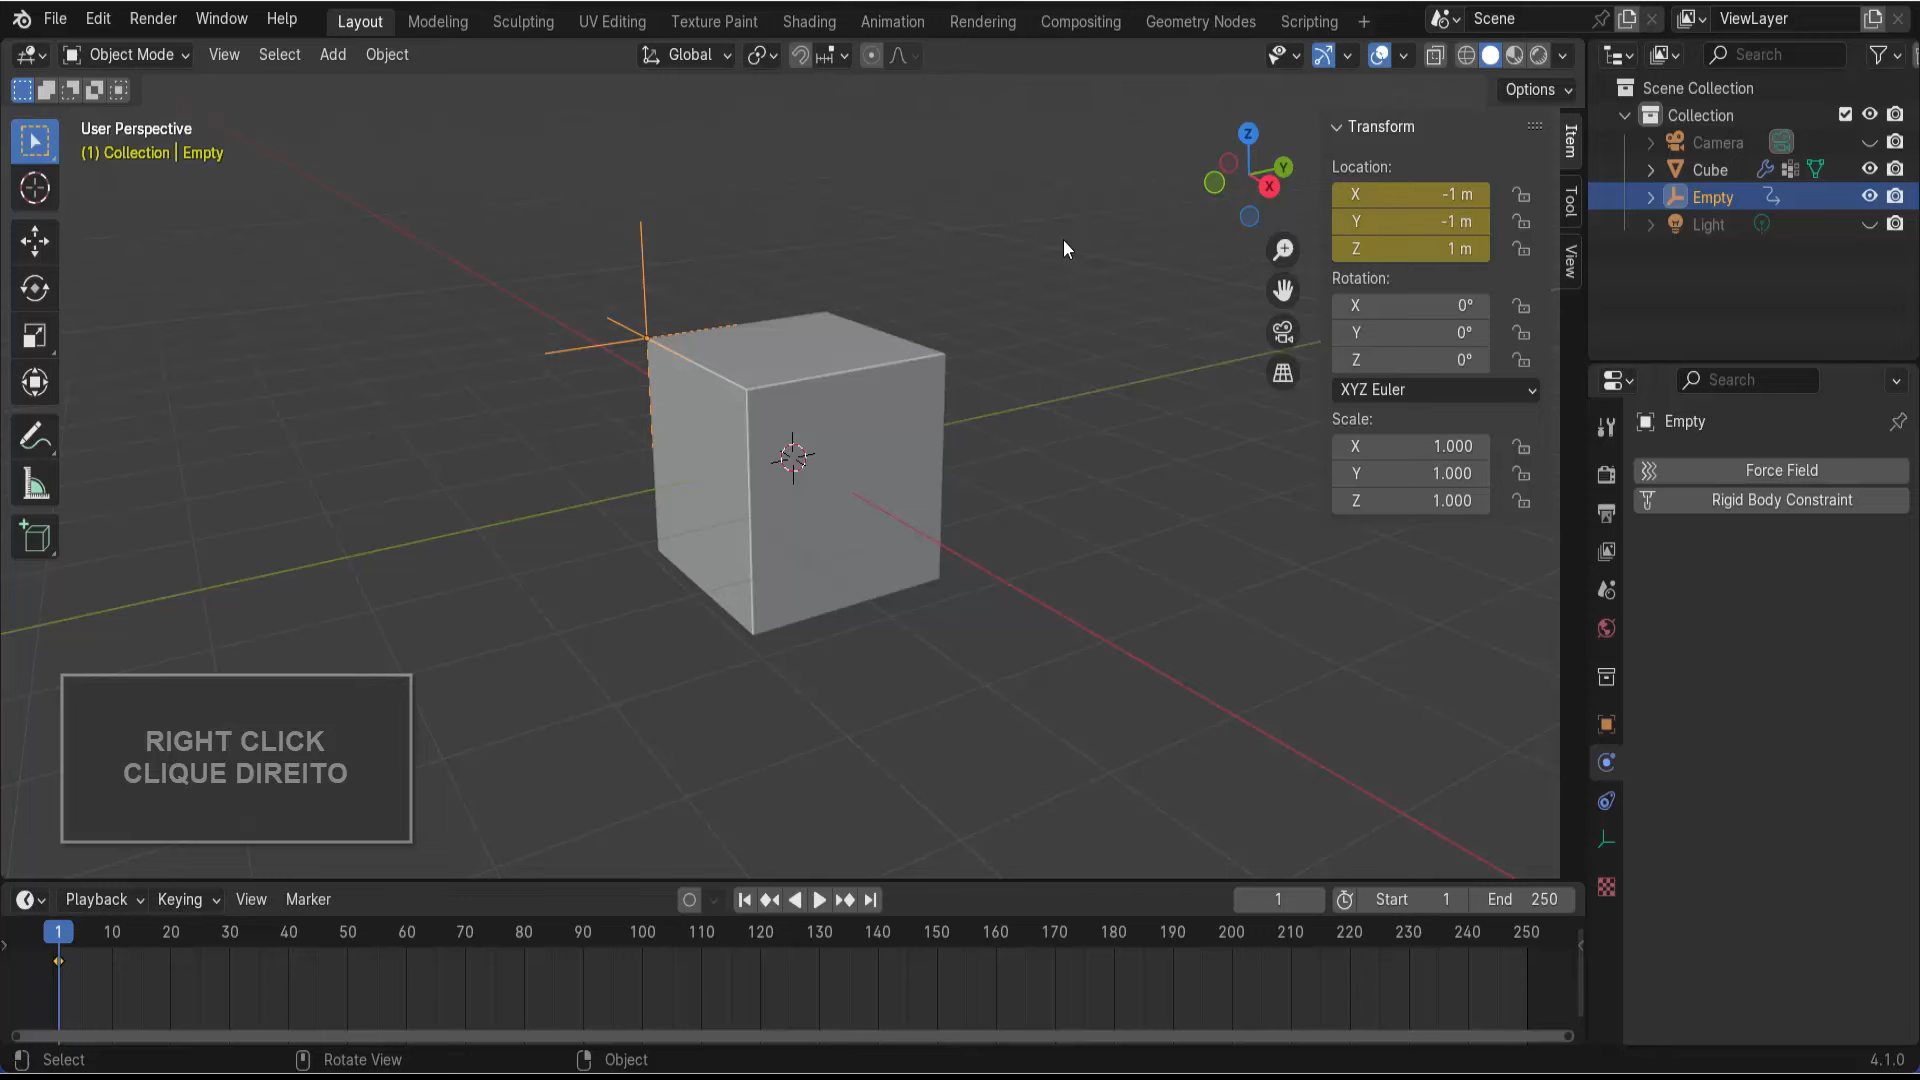 File Edit Render Window Help Layout Modeling Sculpting UV Editing Texture Paint Shading Animation Rendering Compositing Geometry Nodes Scripting + Scene ViewLayer
Object Mode View Select Add Object Global Search
Options
User Perspective
(1) Collection | Empty
Z
Y
X
Transform
Location:
X -1 m
Y -1 m
Z 1 m
Rotation:
X 0°
Y 0°
Z 0°
XYZ Euler
Scale:
X 1.000
Y 1.000
Z 1.000
Item
Tool
View
Scene Collection
Collection
Camera
Cube
Empty
Light
Search
Empty
Force Field
Rigid Body Constraint
RIGHT CLICK
CLIQUE DIREITO
Playback Keying View Marker 1 Start 1 End 250
1 10 20 30 40 50 60 70 80 90 100 110 120 130 140 150 160 170 180 190 200 210 220 230 240 250
Select Rotate View Object 4.1.0